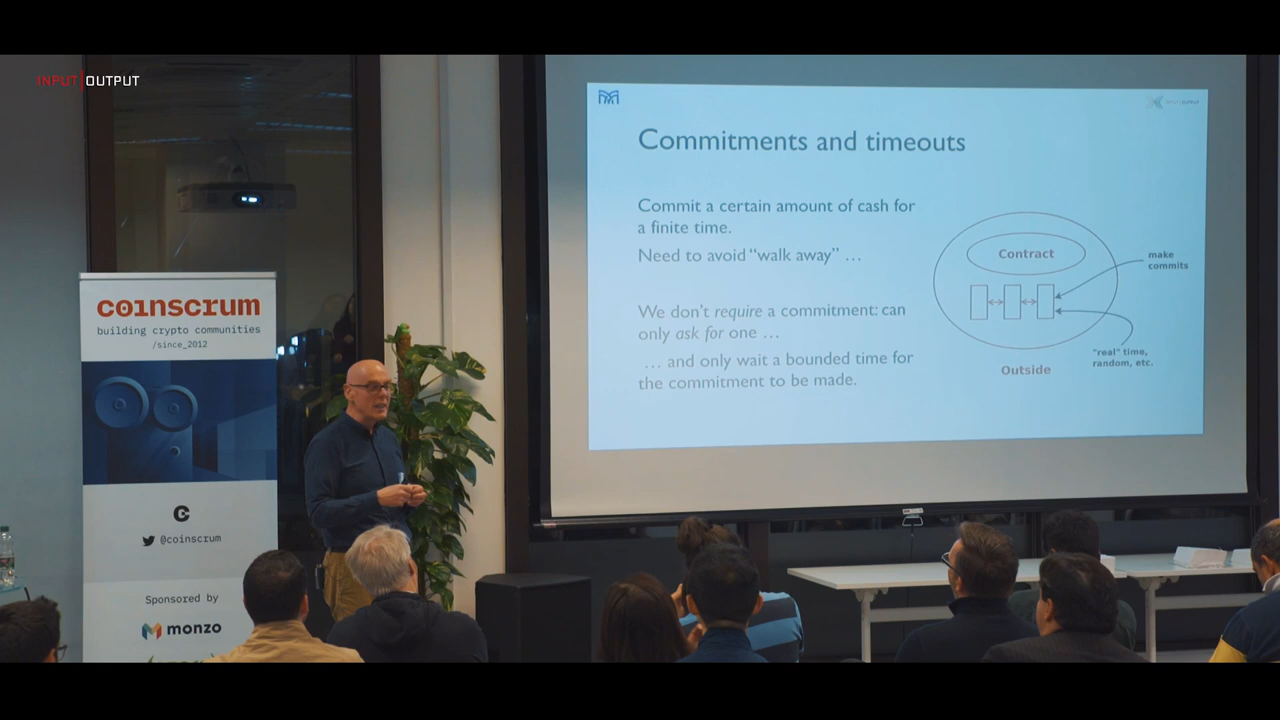 INPUT|OUTPUT
INPUT|OUTPUT
Commitments and timeouts
Commit a certain amount of cash for
a finite time.
Need to avoid "walk away" …
We don't require a commitment: can
only ask for one …
… and only wait a bounded time for
the commitment to be made.
Contract
make
commits
"real" time,
random, etc.
Outside
coinscrum
building crypto communities
/since_2012
@coinscrum
Sponsored by
monzo